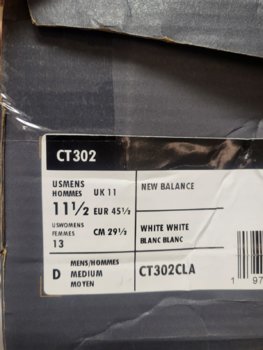 CT302
USMENS
HOMMES
UK 11
11½
EUR 45½
USWOMENS
FEMMES
13
CM 29½
NEW BALANCE
WHITE WHITE
BLANC BLANC
D
MENS/HOMMES
MEDIUM
MOYEN
CT302CLA
1 97